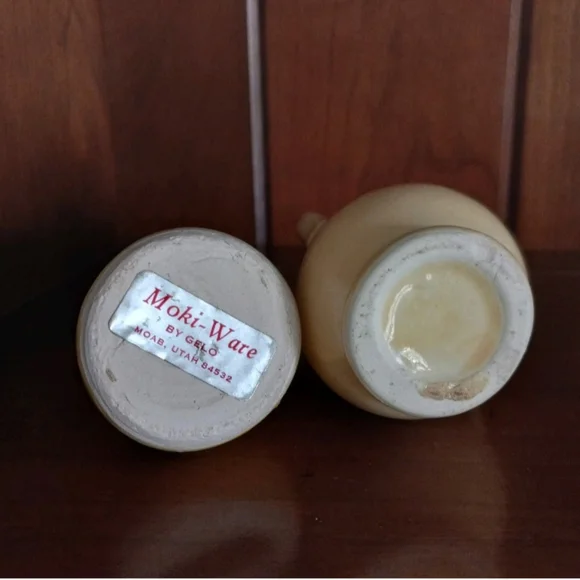 Moki-Ware
BY GELO
MOAB, UTAH 84532